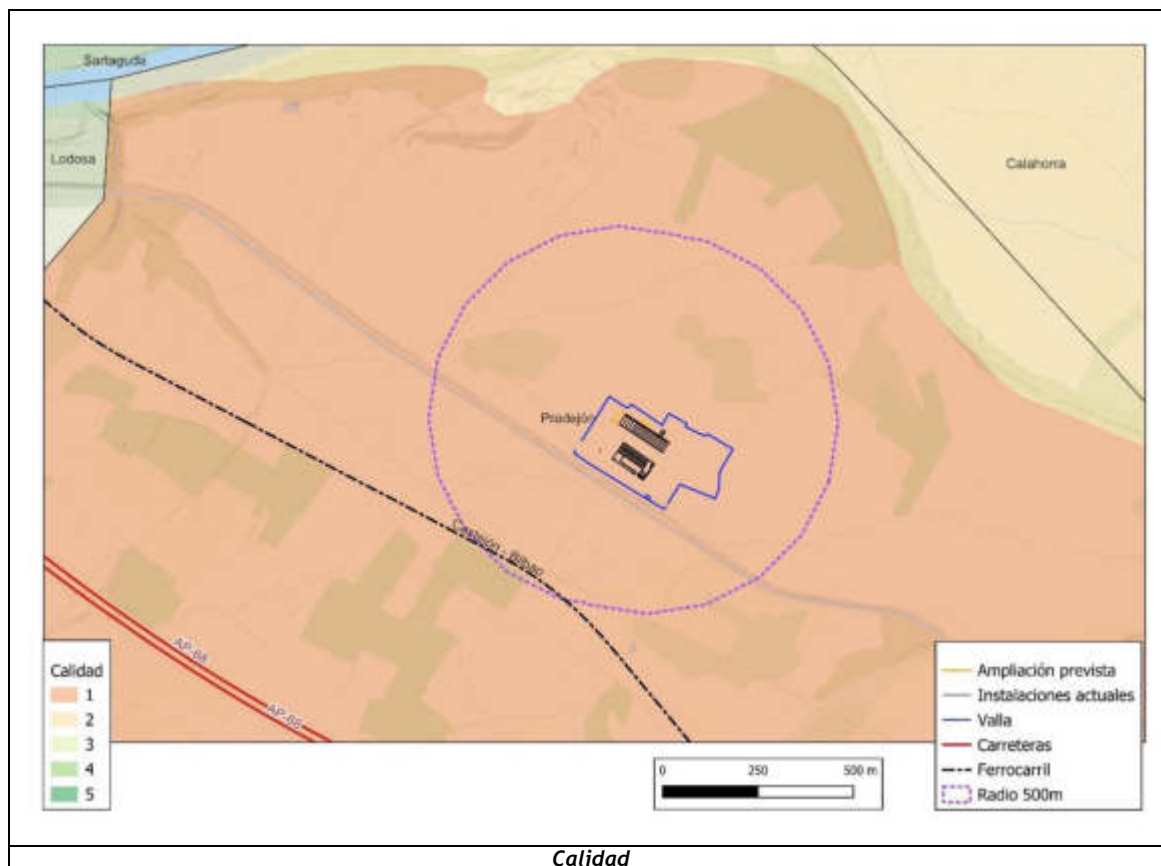 Sartaguda
Lodosa
Calahorra
Pradejón
Castejón - Bilbao
AP-68
AP-68
Calidad
1
2
3
4
5
0 250 500 m
Ampliación prevista
Instalaciones actuales
Valla
Carreteras
Ferrocarril
Radio 500m
Calidad